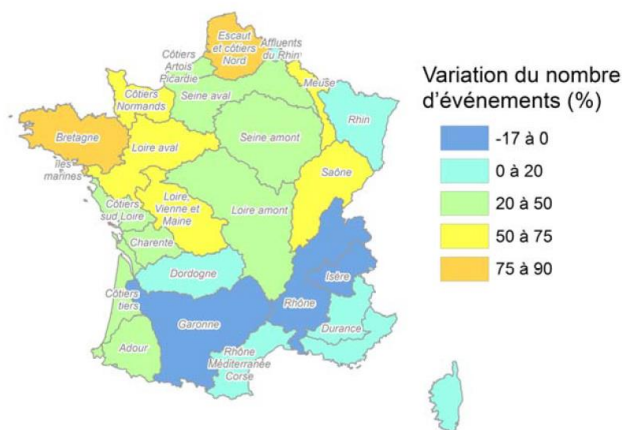 Escaut
et côtiers
Nord
Affluents
du Rhin
Côtiers
Artois
Picardie
Meuse
Côtiers
Normands
Seine aval
Rhin
Bretagne
Seine amont
Loire aval
îles
marines
Saône
Loire,
Vienne et
Maine
Côtiers
sud Loire
Loire amont
Charente
Dordogne
Isère
Rhône
Côtiers
tiers
Garonne
Durance
Adour
Rhône
Méditerranée
Corse
Variation du nombre
d'événements (%)
-17 à 0
0 à 20
20 à 50
50 à 75
75 à 90